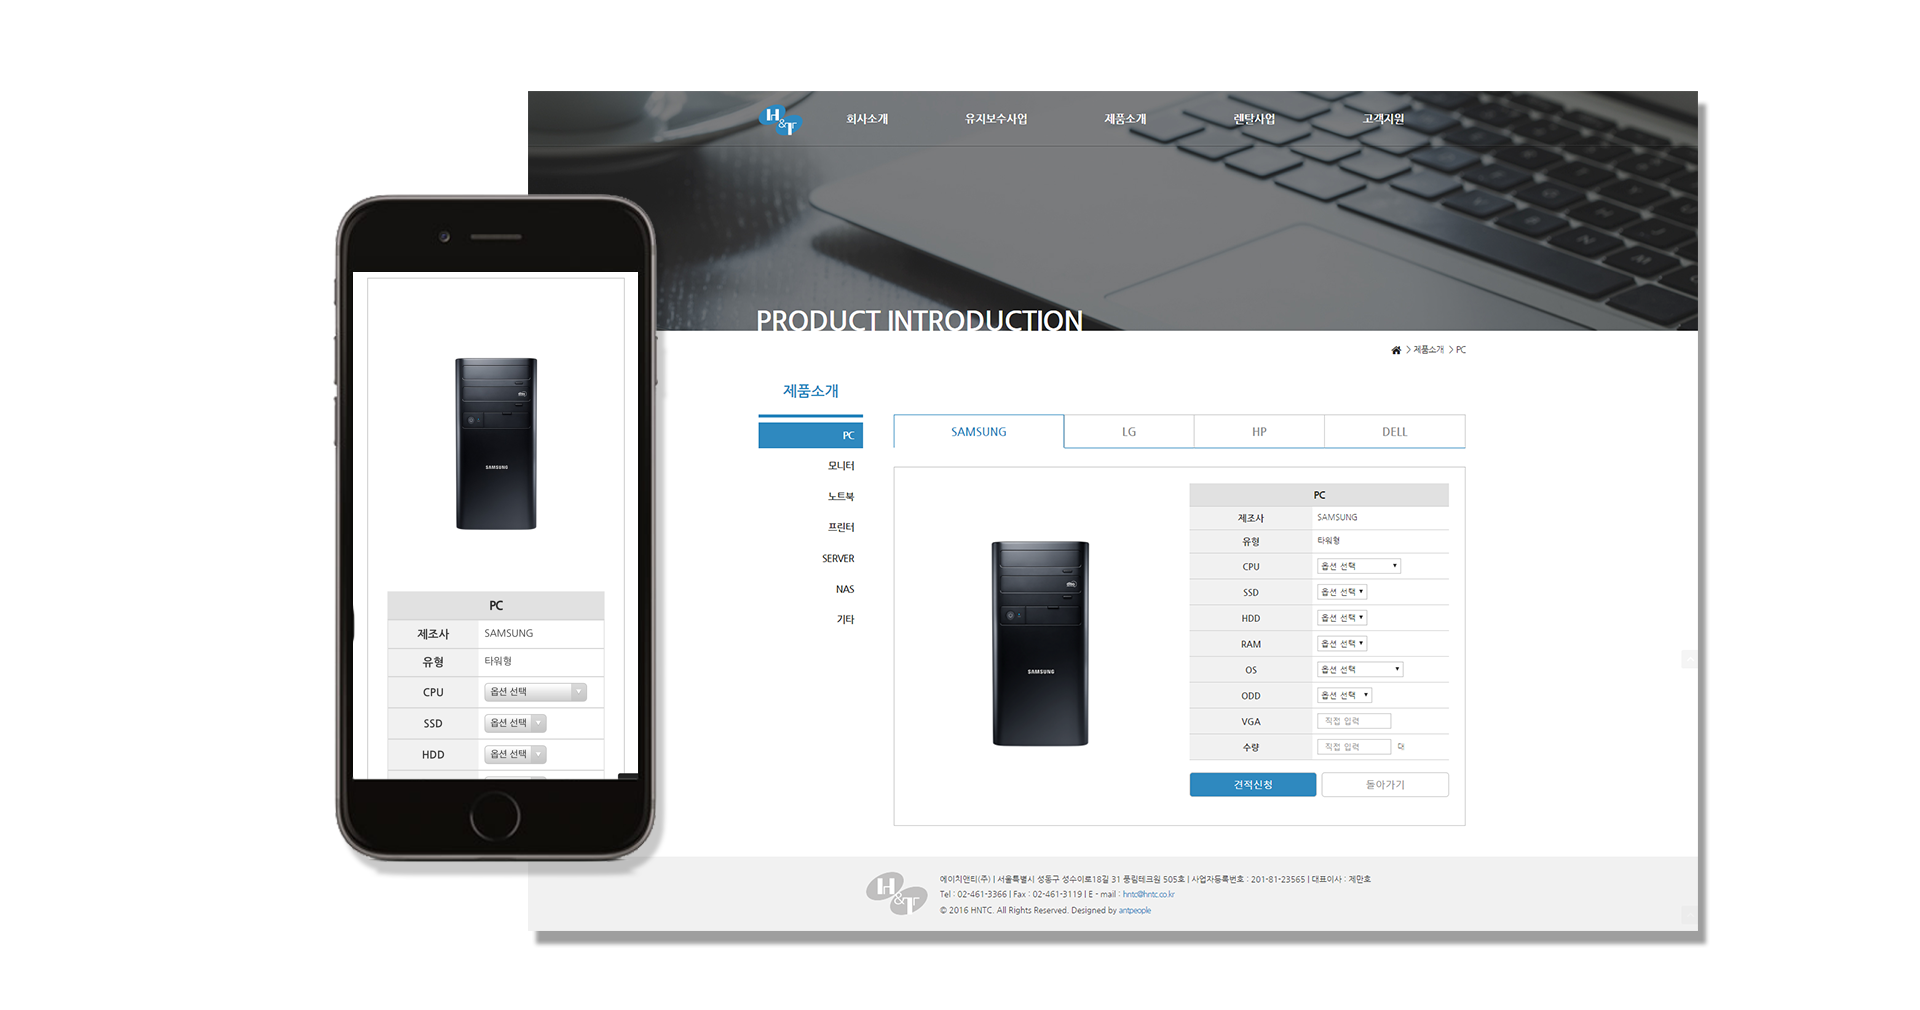 H&T
회사소개 유지보수사업 제품소개 렌탈사업 고객지원
PRODUCT INTRODUCTION
> 제품소개 > PC
제품소개
PC
모니터
노트북
프린터
SERVER
NAS
기타
SAMSUNG LG HP DELL
SAMSUNG
PC
제조사 SAMSUNG
유형 타워형
CPU 옵션 선택
SSD 옵션 선택
HDD 옵션 선택
RAM 옵션 선택
OS 옵션 선택
ODD 옵션 선택
VGA 직접 입력
수량 직접 입력 대
견적신청 돌아가기
SAMSUNG
PC
제조사 SAMSUNG
유형 타워형
CPU 옵션 선택
SSD 옵션 선택
HDD 옵션 선택
H&T
에이치앤티(주) | 서울특별시 성동구 성수이로18길 31 풍림테크원 505호 | 사업자등록번호 : 201-81-23565 | 대표이사 : 제만호
Tel : 02-461-3366 | Fax : 02-461-3119 | E - mail : hntc@hntc.co.kr
© 2016 HNTC. All Rights Reserved. Designed by antpeople